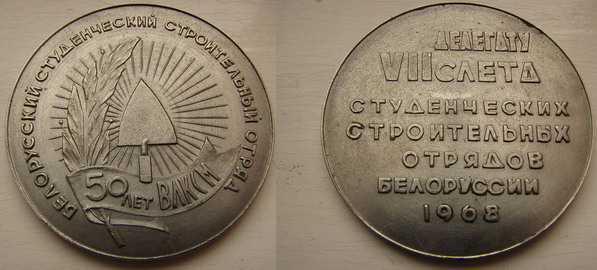 БЕЛОРУССКИЙ СТУДЕНЧЕСКИЙ СТРОИТЕЛЬНЫЙ ОТРЯД
50 ЛЕТ ВЛКСМ
ДЕЛЕГАТУ
VII СЛЕТА
СТУДЕНЧЕСКИХ
СТРОИТЕЛЬНЫХ
ОТРЯДОВ
БЕЛОРУССИИ
1968